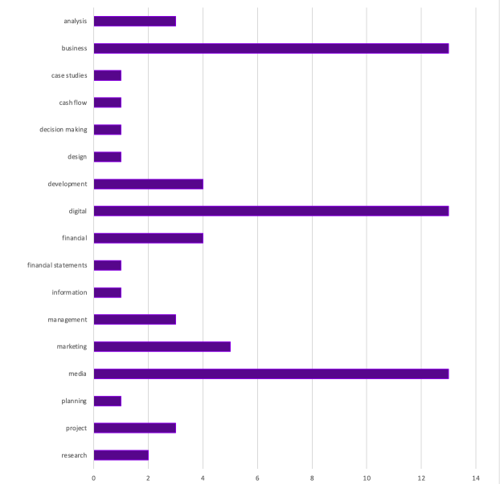 analysis
business
case studies
cash flow
decision making
design
development
digital
financial
financial statements
information
management
marketing
media
planning
project
research
0 2 4 6 8 10 12 14